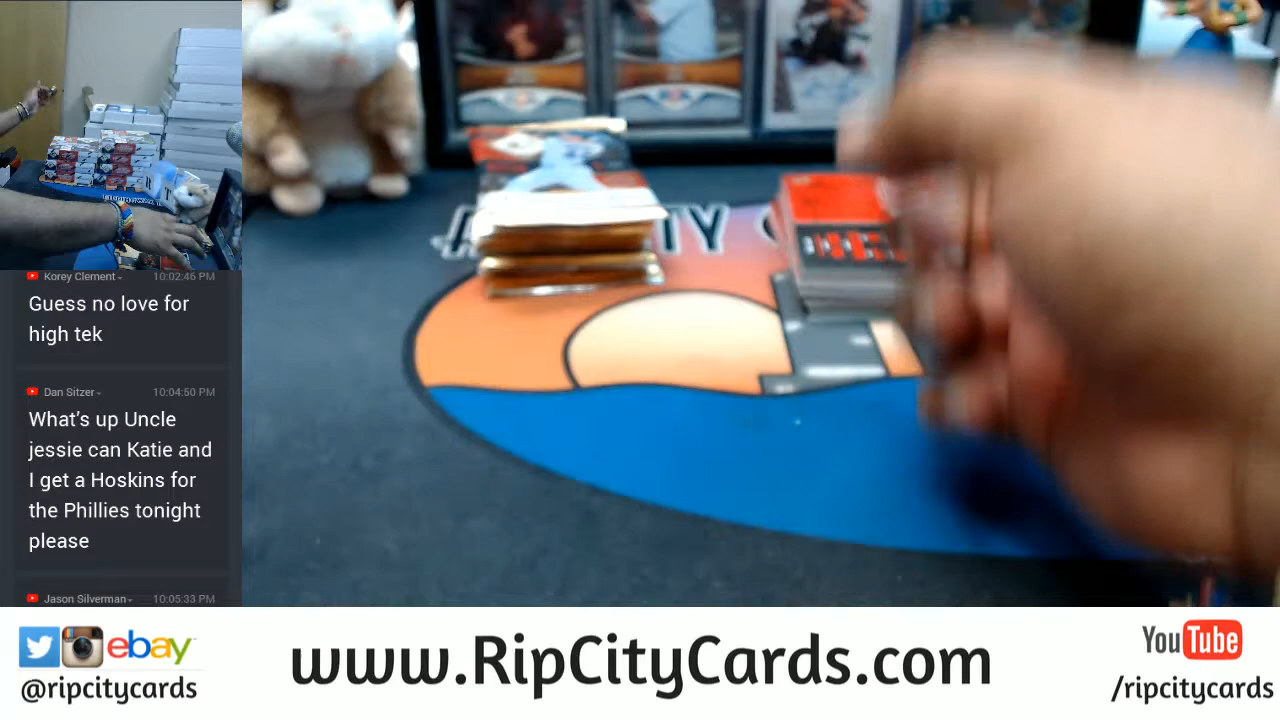 Korey Clement 10:02:46 PM
Guess no love for
high tek
Dan Sitzer 10:04:50 PM
What's up Uncle
jessie can Katie and
I get a Hoskins for
the Phillies tonight
please
Jason Silverman 10:05:33 PM
ebay
@ripcitycards
www.RipCityCards.com
YouTube
/ripcitycards